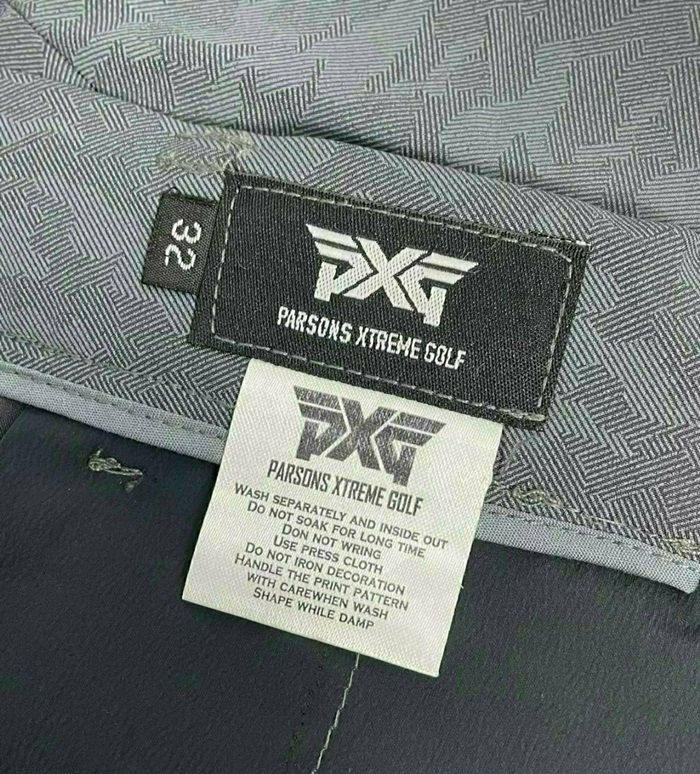 32
PXG
PARSONS XTREME GOLF
PXG
PARSONS XTREME GOLF
WASH SEPARATELY AND INSIDE OUT
DO NOT SOAK FOR LONG TIME
DON NOT WRING
USE PRESS CLOTH
DO NOT IRON DECORATION
HANDLE THE PRINT PATTERN
WITH CAREWHEN WASH
SHAPE WHILE DAMP